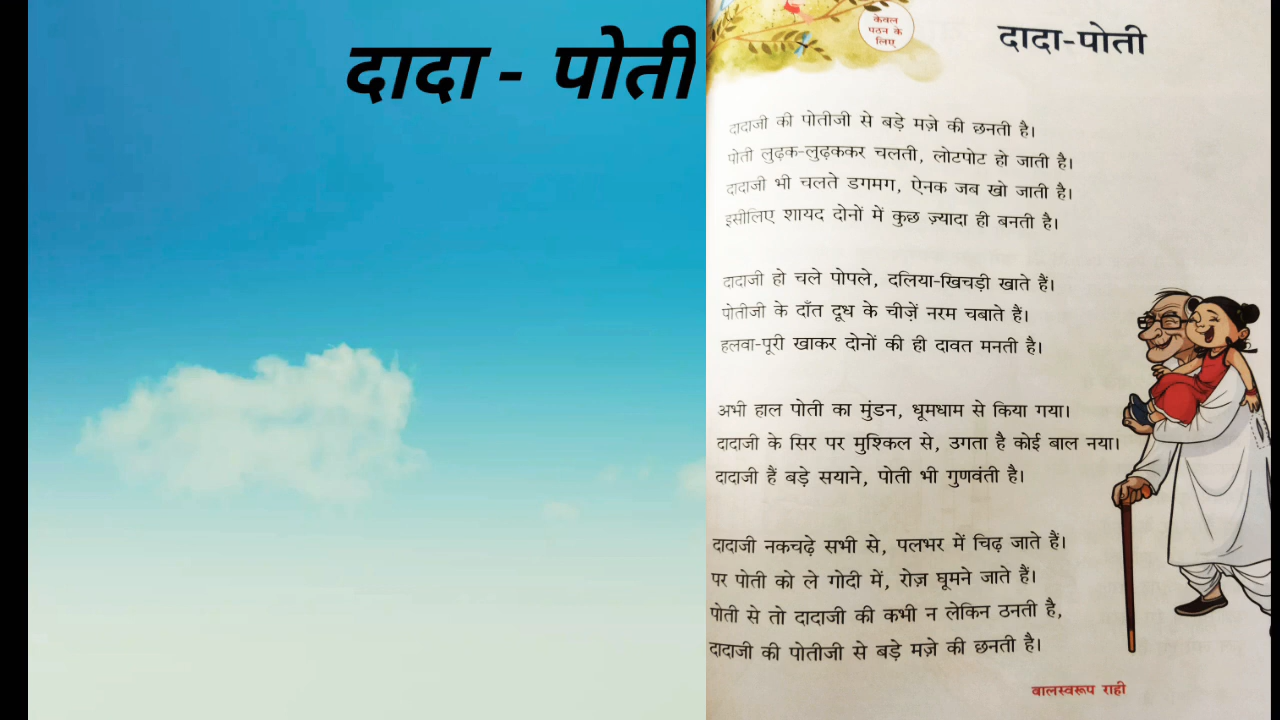 दादा - पोती
केवल
पठन के
लिए
दादा-पोती
दादाजी की पोतीजी से बड़े मज़े की छनती है।
पोती लुढ़क-लुढ़ककर चलती, लोटपोट हो जाती है।
दादाजी भी चलते डगमग, ऐनक जब खो जाती है।
इसीलिए शायद दोनों में कुछ ज़्यादा ही बनती है।
दादाजी हो चले पोपले, दलिया-खिचड़ी खाते हैं।
पोतीजी के दाँत दूध के चीज़ें नरम चबाते हैं।
हलवा-पूरी खाकर दोनों की ही दावत मनती है।
अभी हाल पोती का मुंडन, धूमधाम से किया गया।
दादाजी के सिर पर मुश्किल से, उगता है कोई बाल नया।
दादाजी हैं बड़े सयाने, पोती भी गुणवंती है।
दादाजी नकचढ़े सभी से, पलभर में चिढ़ जाते हैं।
पर पोती को ले गोदी में, रोज़ घूमने जाते हैं।
पोती से तो दादाजी की कभी न लेकिन ठनती है,
दादाजी की पोतीजी से बड़े मज़े की छनती है।
बालस्वरूप राही